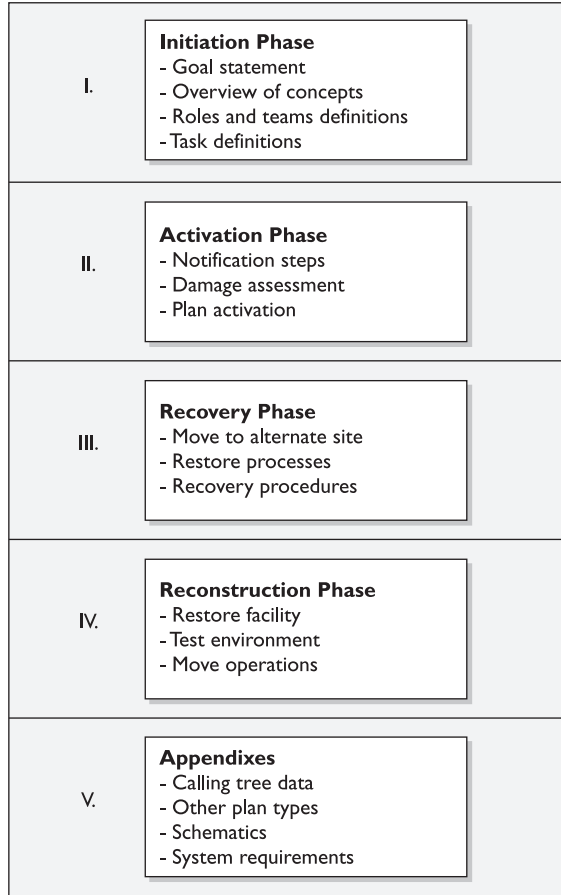 I.
Initiation Phase
- Goal statement
- Overview of concepts
- Roles and teams definitions
- Task definitions
II.
Activation Phase
- Notification steps
- Damage assessment
- Plan activation
III.
Recovery Phase
- Move to alternate site
- Restore processes
- Recovery procedures
IV.
Reconstruction Phase
- Restore facility
- Test environment
- Move operations
V.
Appendixes
- Calling tree data
- Other plan types
- Schematics
- System requirements